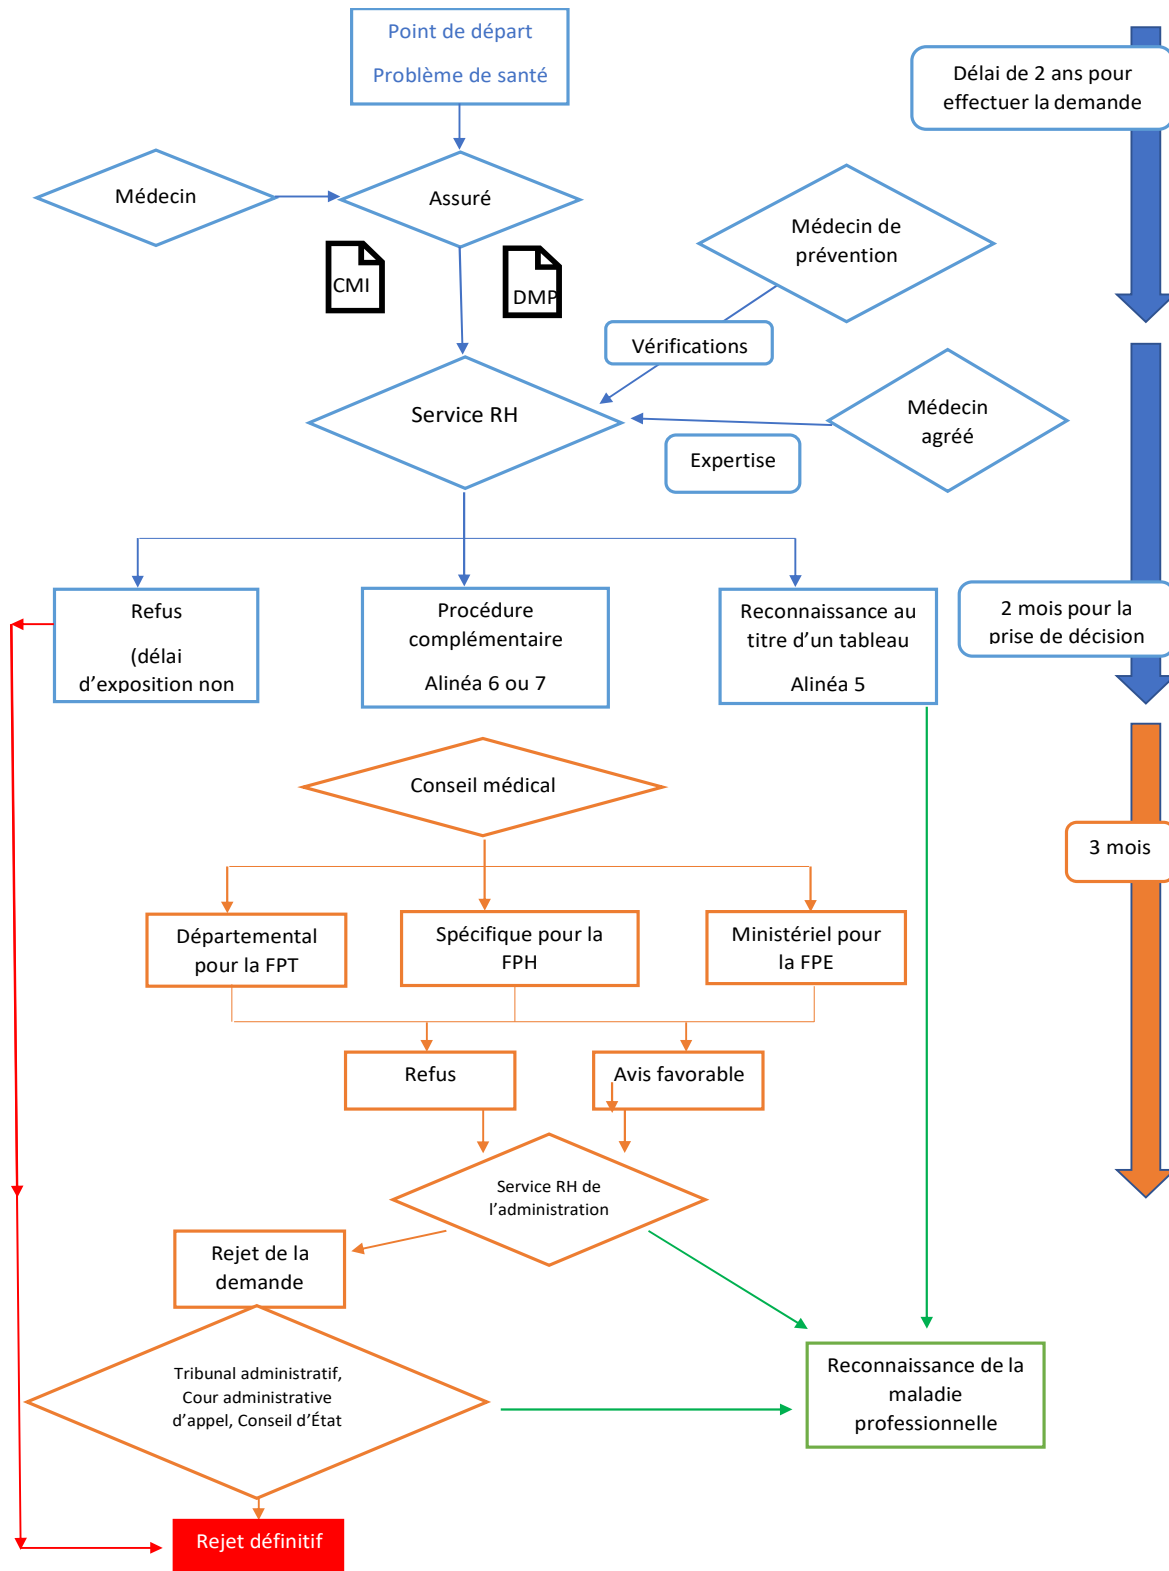 Point de départ
Problème de santé
Délai de 2 ans pour
effectuer la demande
Médecin
Assuré
Médecin de
prévention
CMI
DMP
Vérifications
Service RH
Médecin
agréé
Expertise
Refus
(délai
d'exposition non
Procédure
complémentaire
Alinéa 6 ou 7
Reconnaissance au
titre d'un tableau
Alinéa 5
2 mois pour la
prise de décision
Conseil médical
3 mois
Départemental
pour la FPT
Spécifique pour la
FPH
Ministériel pour
la FPE
Refus
Avis favorable
Service RH de
l'administration
Rejet de la
demande
Tribunal administratif,
Cour administrative
d'appel, Conseil d'État
Reconnaissance de la
maladie
professionnelle
Rejet définitif